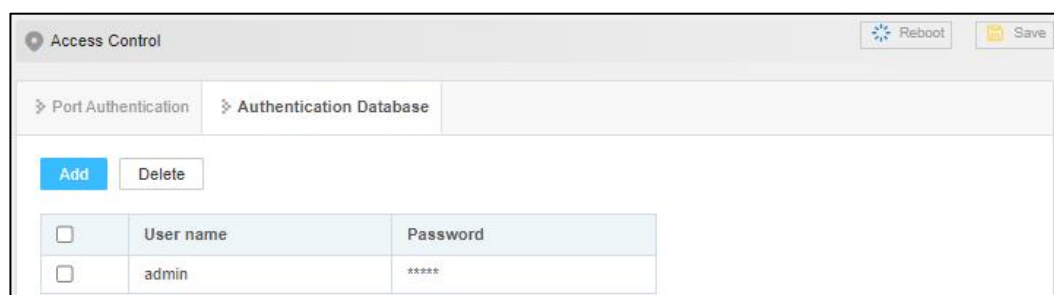 Access Control
Reboot
Save
Port Authentication
Authentication Database
Add
Delete
User name
Password
admin
*****